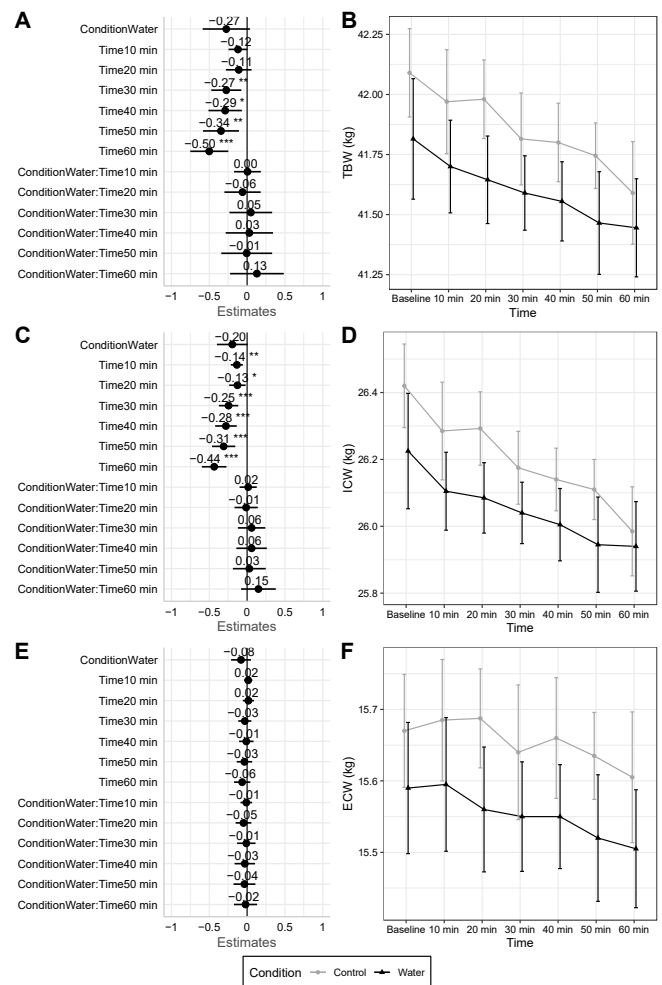 A
ConditionWater −0.27
Time10 min −0.12
Time20 min −0.11
Time30 min −0.27 **
Time40 min −0.29 *
Time50 min −0.34 **
Time60 min −0.50 ***
ConditionWater:Time10 min 0.00
ConditionWater:Time20 min −0.06
ConditionWater:Time30 min 0.05
ConditionWater:Time40 min 0.03
ConditionWater:Time50 min −0.01
ConditionWater:Time60 min 0.13
−1 −0.5 0 0.5 1
Estimates
B
TBW (kg)
42.25
42.00
41.75
41.50
41.25
Baseline 10 min 20 min 30 min 40 min 50 min 60 min
Time
C
ConditionWater −0.20
Time10 min −0.14 **
Time20 min −0.13 *
Time30 min −0.25 ***
Time40 min −0.28 ***
Time50 min −0.31 ***
Time60 min −0.44 ***
ConditionWater:Time10 min 0.02
ConditionWater:Time20 min −0.01
ConditionWater:Time30 min 0.06
ConditionWater:Time40 min 0.06
ConditionWater:Time50 min 0.03
ConditionWater:Time60 min 0.15
−1 −0.5 0 0.5 1
Estimates
D
ICW (kg)
26.4
26.2
26.0
25.8
Baseline 10 min 20 min 30 min 40 min 50 min 60 min
Time
E
ConditionWater −0.08
Time10 min 0.02
Time20 min 0.02
Time30 min −0.03
Time40 min −0.01
Time50 min −0.03
Time60 min −0.06
ConditionWater:Time10 min −0.01
ConditionWater:Time20 min −0.05
ConditionWater:Time30 min −0.01
ConditionWater:Time40 min −0.03
ConditionWater:Time50 min −0.04
ConditionWater:Time60 min −0.02
−1 −0.5 0 0.5 1
Estimates
F
ECW (kg)
15.7
15.6
15.5
Baseline 10 min 20 min 30 min 40 min 50 min 60 min
Time
Condition Control Water